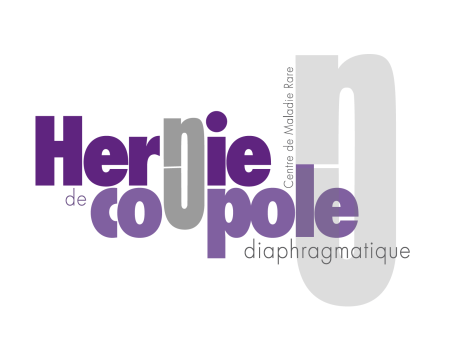 Hernie
de coupole
diaphragmatique
Centre de Maladie Rare